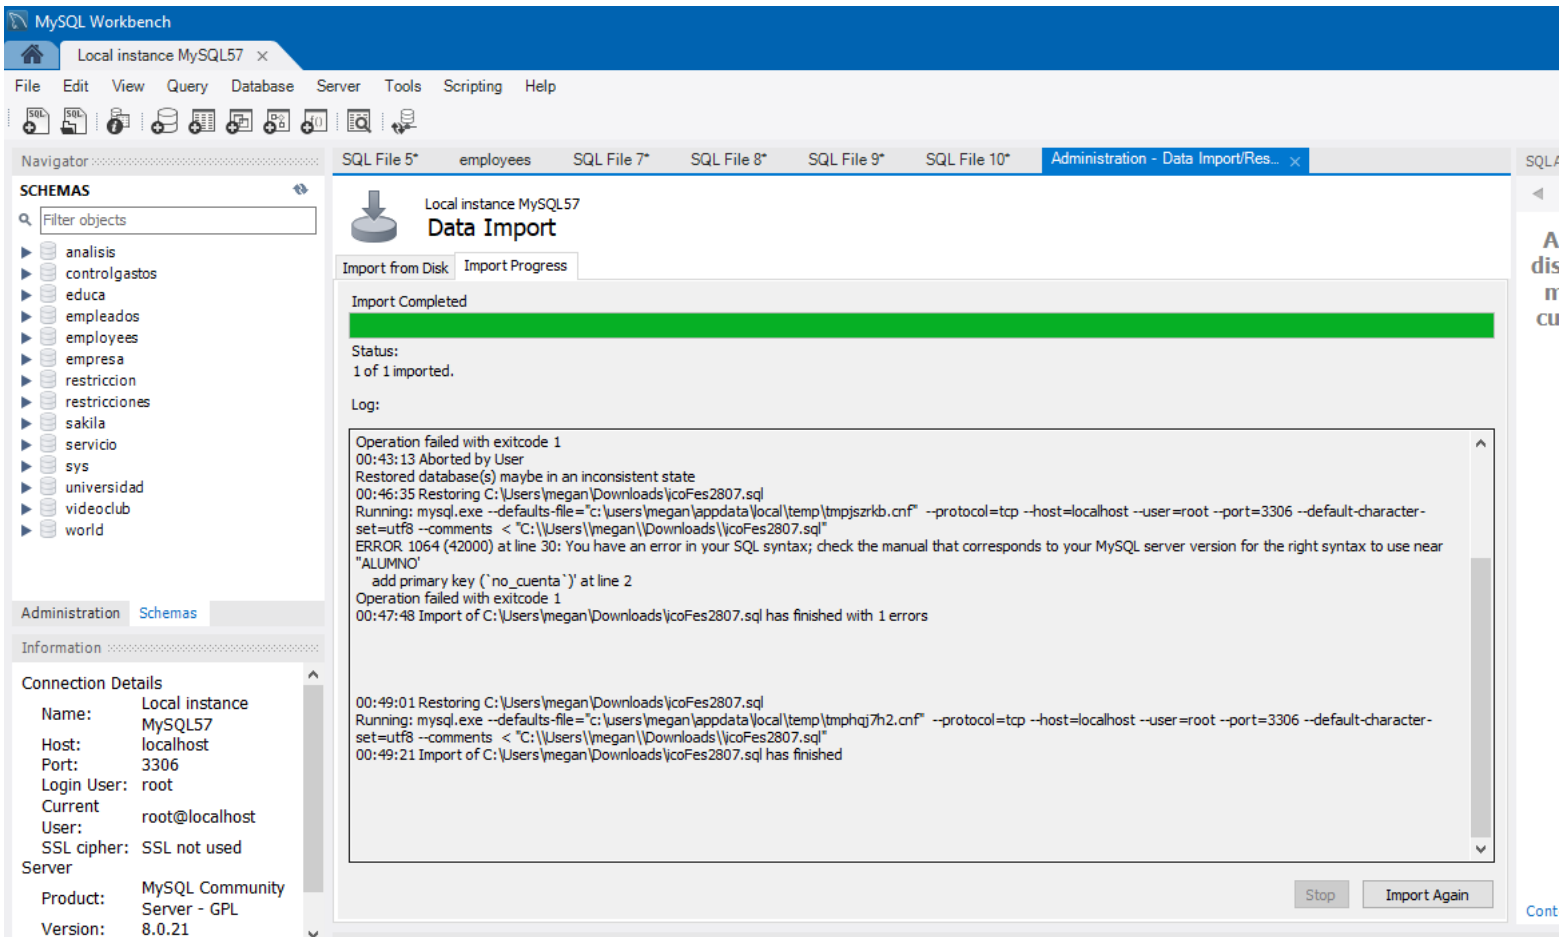 MySQL Workbench
Local instance MySQL57
File Edit View Query Database Server Tools Scripting Help
Navigator
SCHEMAS
Filter objects
analisis
controlgastos
educa
empleados
employees
empresa
restriccion
restricciones
sakila
servicio
sys
universidad
videoclub
world
Administration Schemas
Information
Connection Details
Name: Local instance
MySQL57
Host: localhost
Port: 3306
Login User: root
Current
User: root@localhost
SSL cipher: SSL not used
Server
Product: MySQL Community
Server - GPL
Version: 8.0.21
SQL File 5* employees SQL File 7* SQL File 8* SQL File 9* SQL File 10* Administration - Data Import/Res...
Local instance MySQL57
Data Import
Import from Disk Import Progress
Import Completed
Status:
1 of 1 imported.
Log:
Operation failed with exitcode 1
00:43:13 Aborted by User
Restored database(s) maybe in an inconsistent state
00:46:35 Restoring C:\Users\megan\Downloads\icoFes2807.sql
Running: mysql.exe --defaults-file="c:\users\megan\appdata\local\temp\tmpjszrkb.cnf" --protocol=tcp --host=localhost --user=root --port=3306 --default-character-
set=utf8 --comments < "C:\\Users\\megan\\Downloads\\icoFes2807.sql"
ERROR 1064 (42000) at line 30: You have an error in your SQL syntax; check the manual that corresponds to your MySQL server version for the right syntax to use near
"ALUMNO'
add primary key (`no_cuenta`)' at line 2
Operation failed with exitcode 1
00:47:48 Import of C:\Users\megan\Downloads\icoFes2807.sql has finished with 1 errors
00:49:01 Restoring C:\Users\megan\Downloads\icoFes2807.sql
Running: mysql.exe --defaults-file="c:\users\megan\appdata\local\temp\tmphqj7h2.cnf" --protocol=tcp --host=localhost --user=root --port=3306 --default-character-
set=utf8 --comments < "C:\\Users\\megan\\Downloads\\icoFes2807.sql"
00:49:21 Import of C:\Users\megan\Downloads\icoFes2807.sql has finished
Stop Import Again
SQLA
A
dis
m
cu
Cont